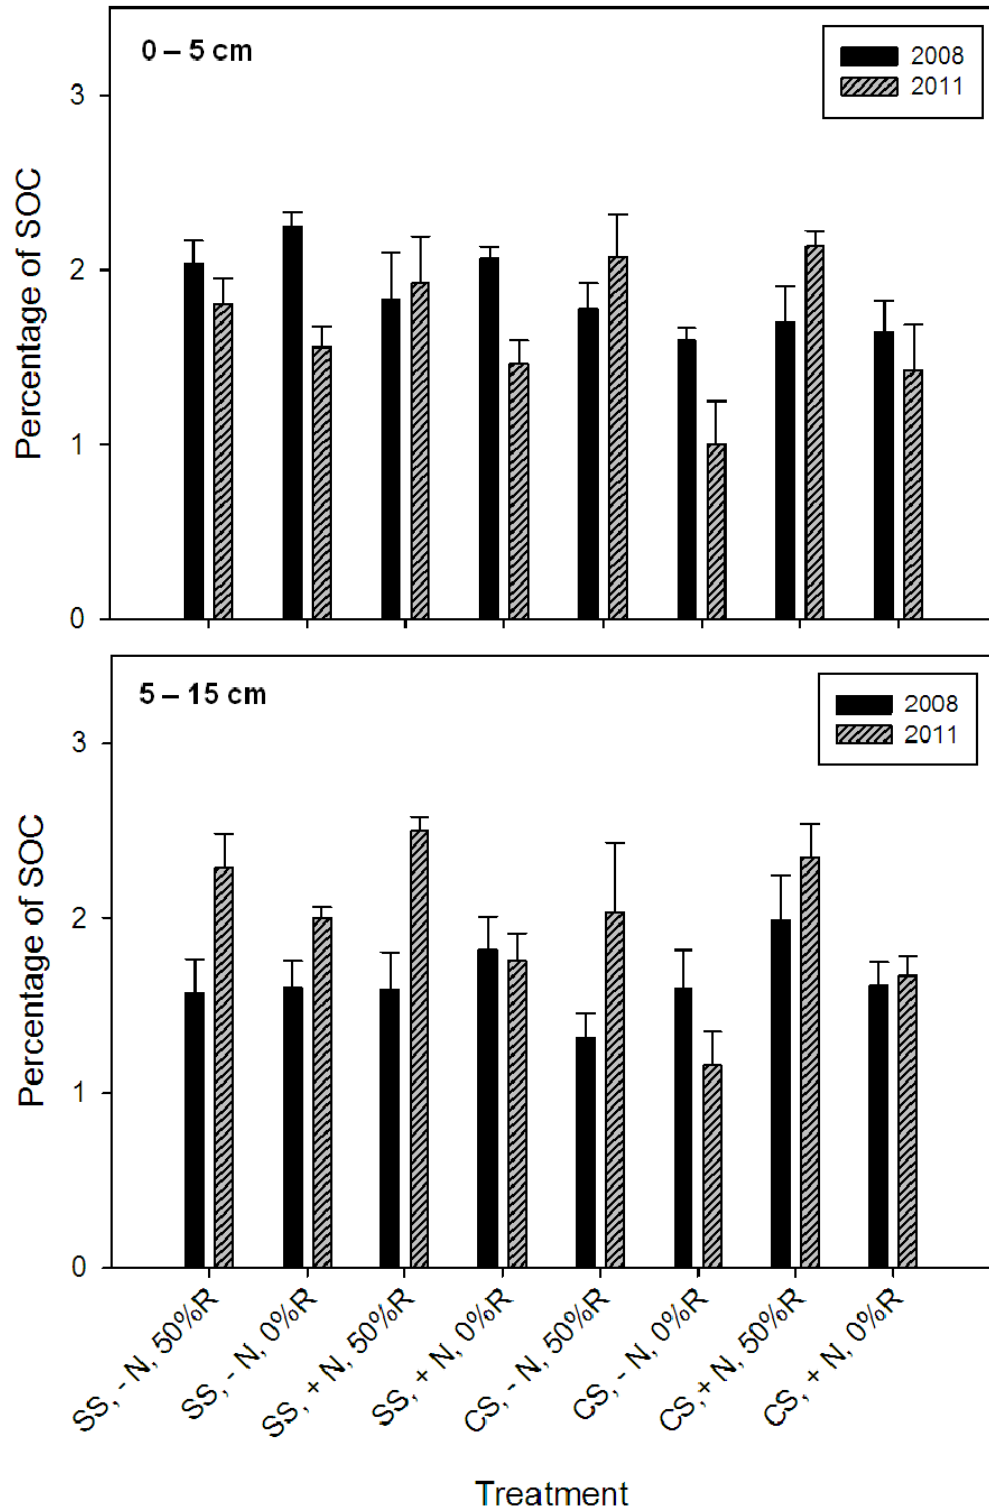 0 – 5 cm
2008
2011
3
2
1
0
Percentage of SOC
5 – 15 cm
2008
2011
3
2
1
0
Percentage of SOC
SS, - N, 50%R
SS, - N, 0%R
SS, + N, 50%R
SS, + N, 0%R
CS, - N, 50%R
CS, - N, 0%R
CS, + N, 50%R
CS, + N, 0%R
Treatment